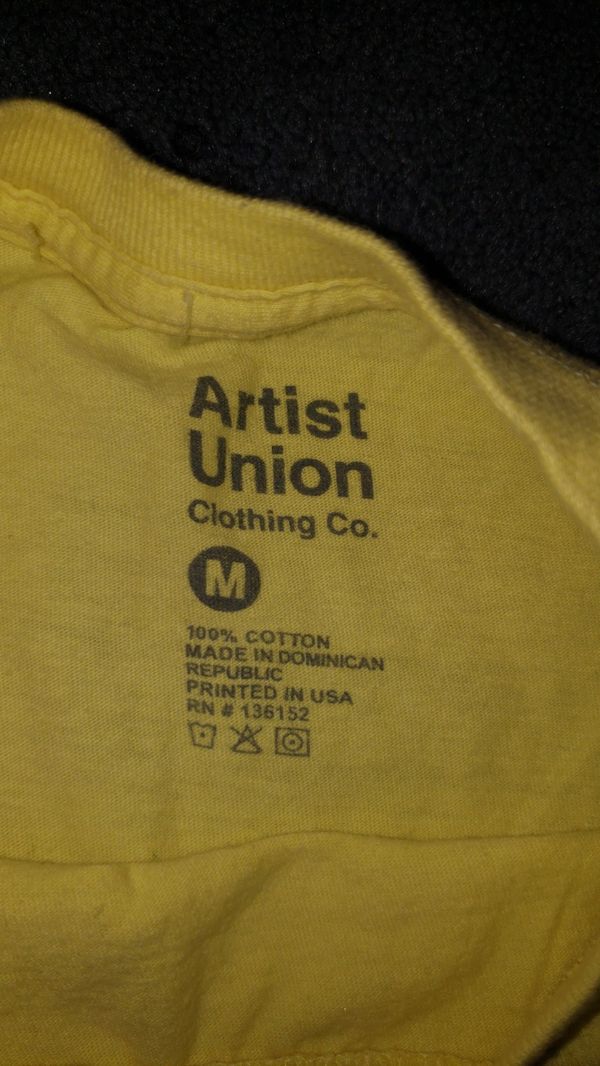 Artist
Union
Clothing Co.
M
100% COTTON
MADE IN DOMINICAN
REPUBLIC
PRINTED IN USA
RN # 136152